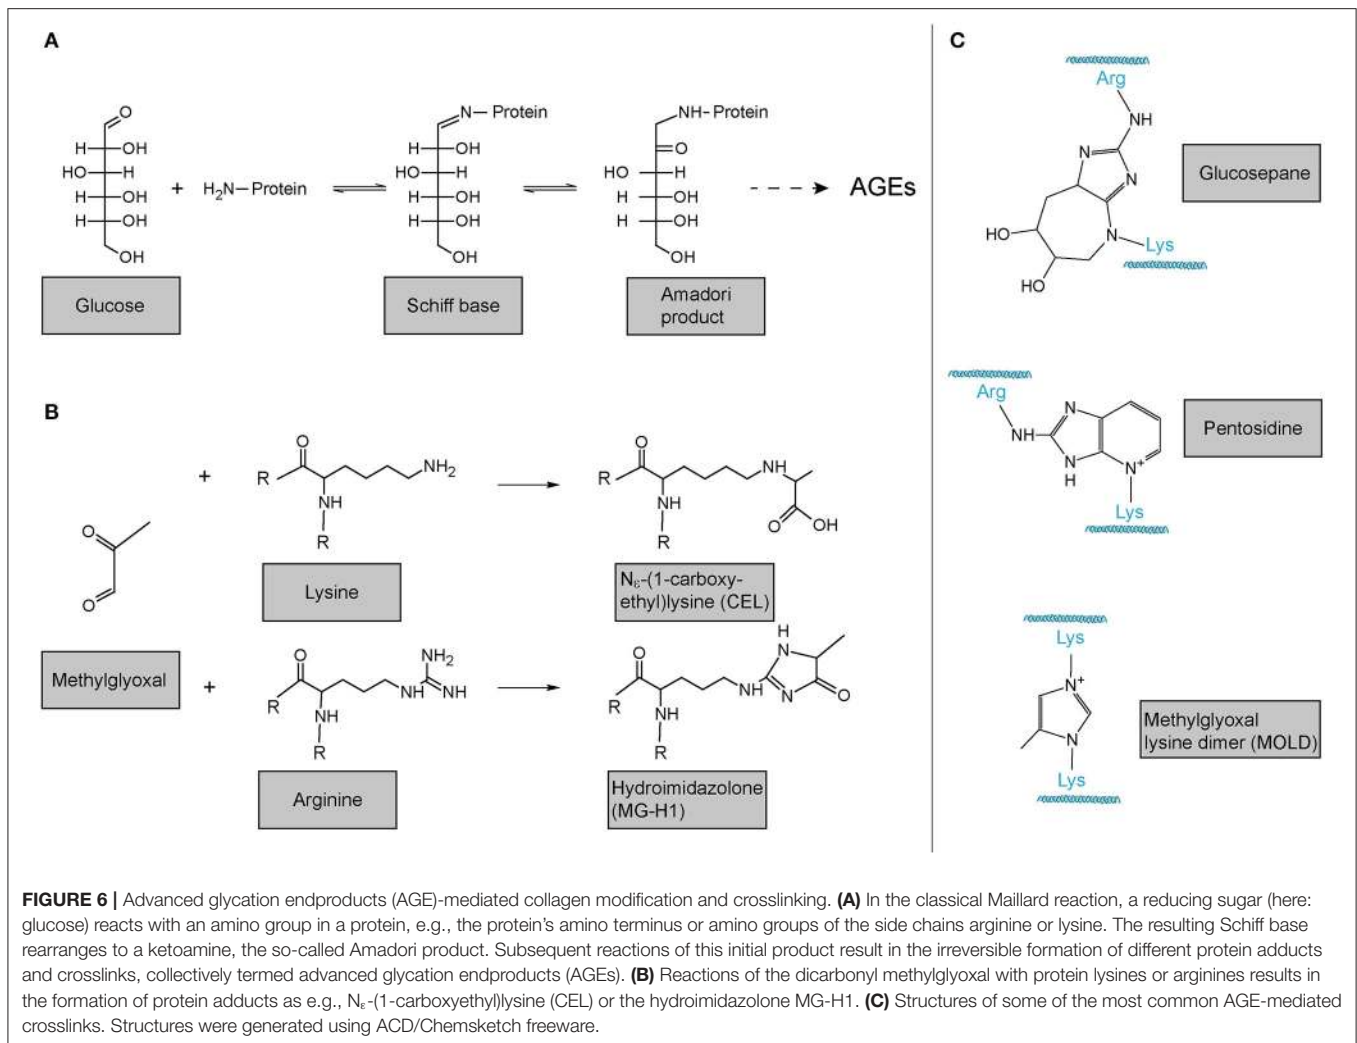 A
O
H
OH
HO
H
H
OH
H
OH
OH
Glucose
+
H₂N–Protein
N–Protein
H
OH
HO
H
H
OH
H
OH
OH
Schiff base
NH-Protein
O
HO
H
H
OH
H
OH
OH
Amadori
product
AGEs
B
O
O
Methylglyoxal
+
O
R
NH
R
NH₂
Lysine
O
R
NH
R
NH
O
OH
Nε-(1-carboxy-
ethyl)lysine (CEL)
+
O
R
NH
R
NH
NH₂
NH
Arginine
O
R
NH
R
NH
H
N
N
O
Hydroimidazolone
(MG-H1)
C
Arg
NH
N
N
N
Lys
HO
HO
Glucosepane
Arg
NH
N
N
H
N⁺
Lys
Pentosidine
Lys
N⁺
N
Lys
Methylglyoxal
lysine dimer (MOLD)
FIGURE 6 | Advanced glycation endproducts (AGE)-mediated collagen modification and crosslinking. (A) In the classical Maillard reaction, a reducing sugar (here:
glucose) reacts with an amino group in a protein, e.g., the protein's amino terminus or amino groups of the side chains arginine or lysine. The resulting Schiff base
rearranges to a ketoamine, the so-called Amadori product. Subsequent reactions of this initial product result in the irreversible formation of different protein adducts
and crosslinks, collectively termed advanced glycation endproducts (AGEs). (B) Reactions of the dicarbonyl methylglyoxal with protein lysines or arginines results in
the formation of protein adducts as e.g., Nε-(1-carboxyethyl)lysine (CEL) or the hydroimidazolone MG-H1. (C) Structures of some of the most common AGE-mediated
crosslinks. Structures were generated using ACD/Chemsketch freeware.